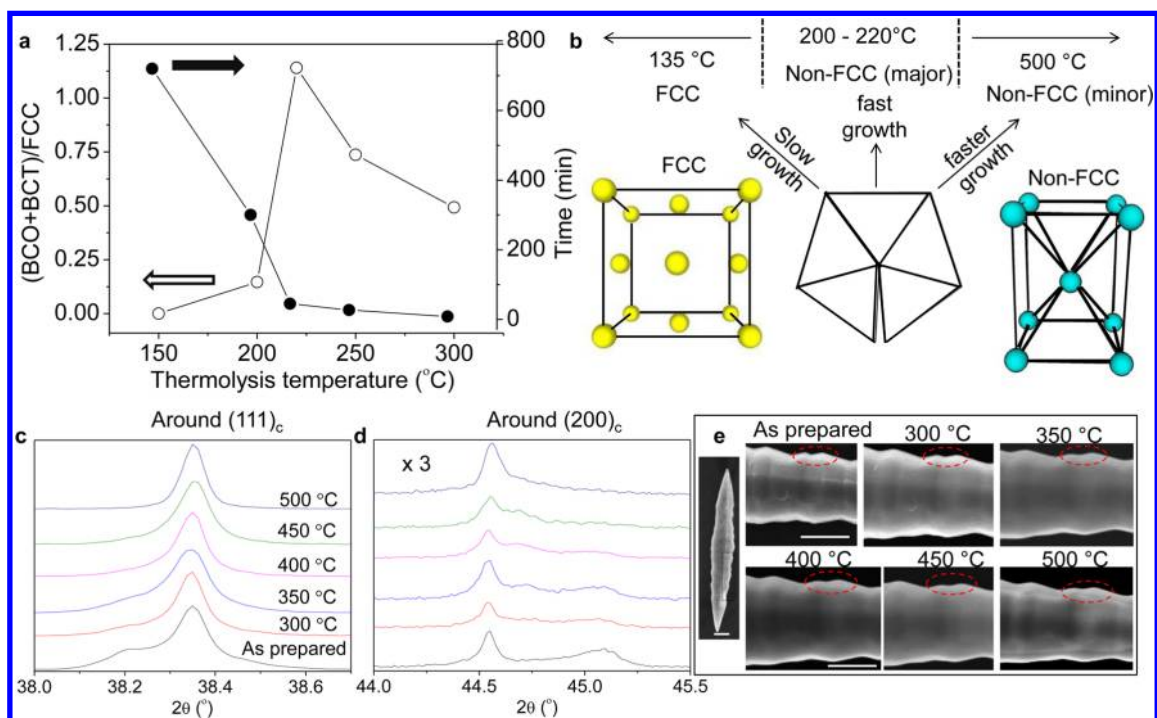 a
(BCO+BCT)/FCC
1.25
1.00
0.75
0.50
0.25
0.00
800
600
400
200
0
Time (min)
150
200
250
300
Thermolysis temperature (°C)
b
135 °C
FCC
200 - 220°C
Non-FCC (major)
fast
growth
500 °C
Non-FCC (minor)
Slow
growth
faster
growth
FCC
Non-FCC
c
Around (111)c
500 °C
450 °C
400 °C
350 °C
300 °C
As prepared
38.0
38.2
38.4
38.6
2θ (°)
d
Around (200)c
x 3
44.0
44.5
45.0
45.5
2θ (°)
e
As prepared
300 °C
350 °C
400 °C
450 °C
500 °C